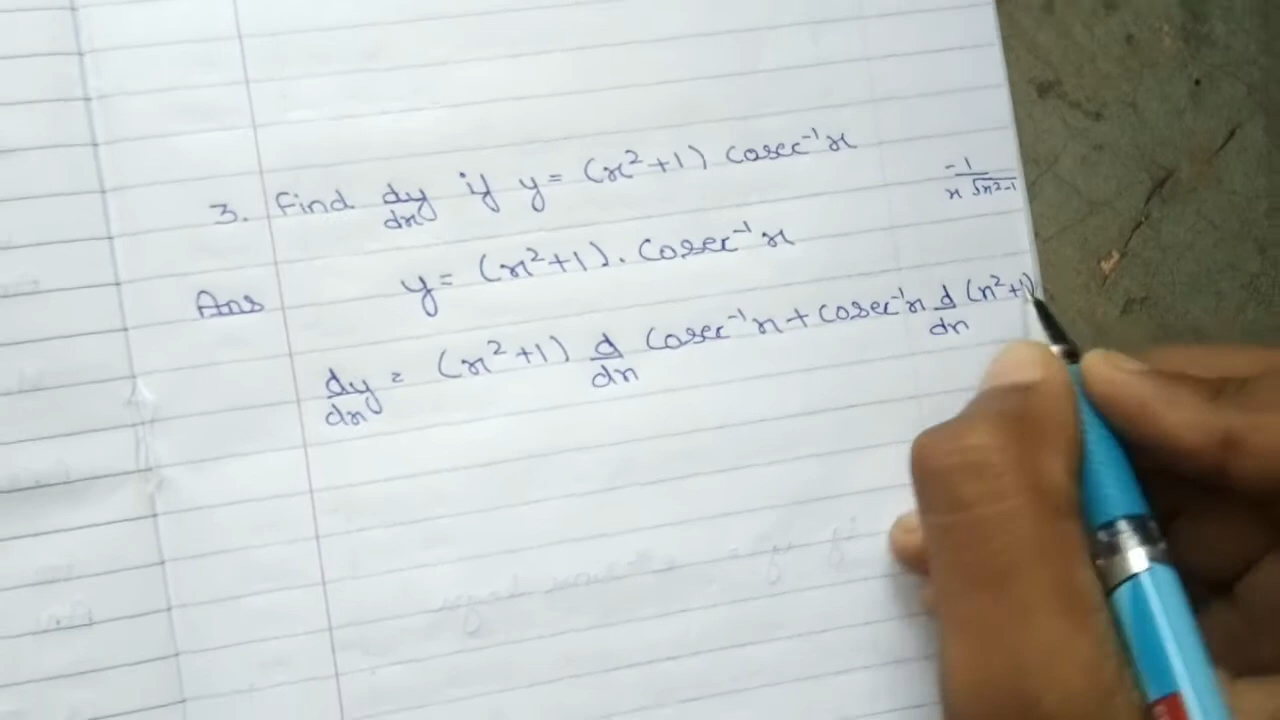 3. Find dy/dx if y = (x²+1) cosec⁻¹x
-1/x√x²-1
Ans y = (x²+1). Cosec⁻¹x
dy/dx = (x²+1) d/dx Cosec⁻¹x + cosec⁻¹x d/dx (x²+1)